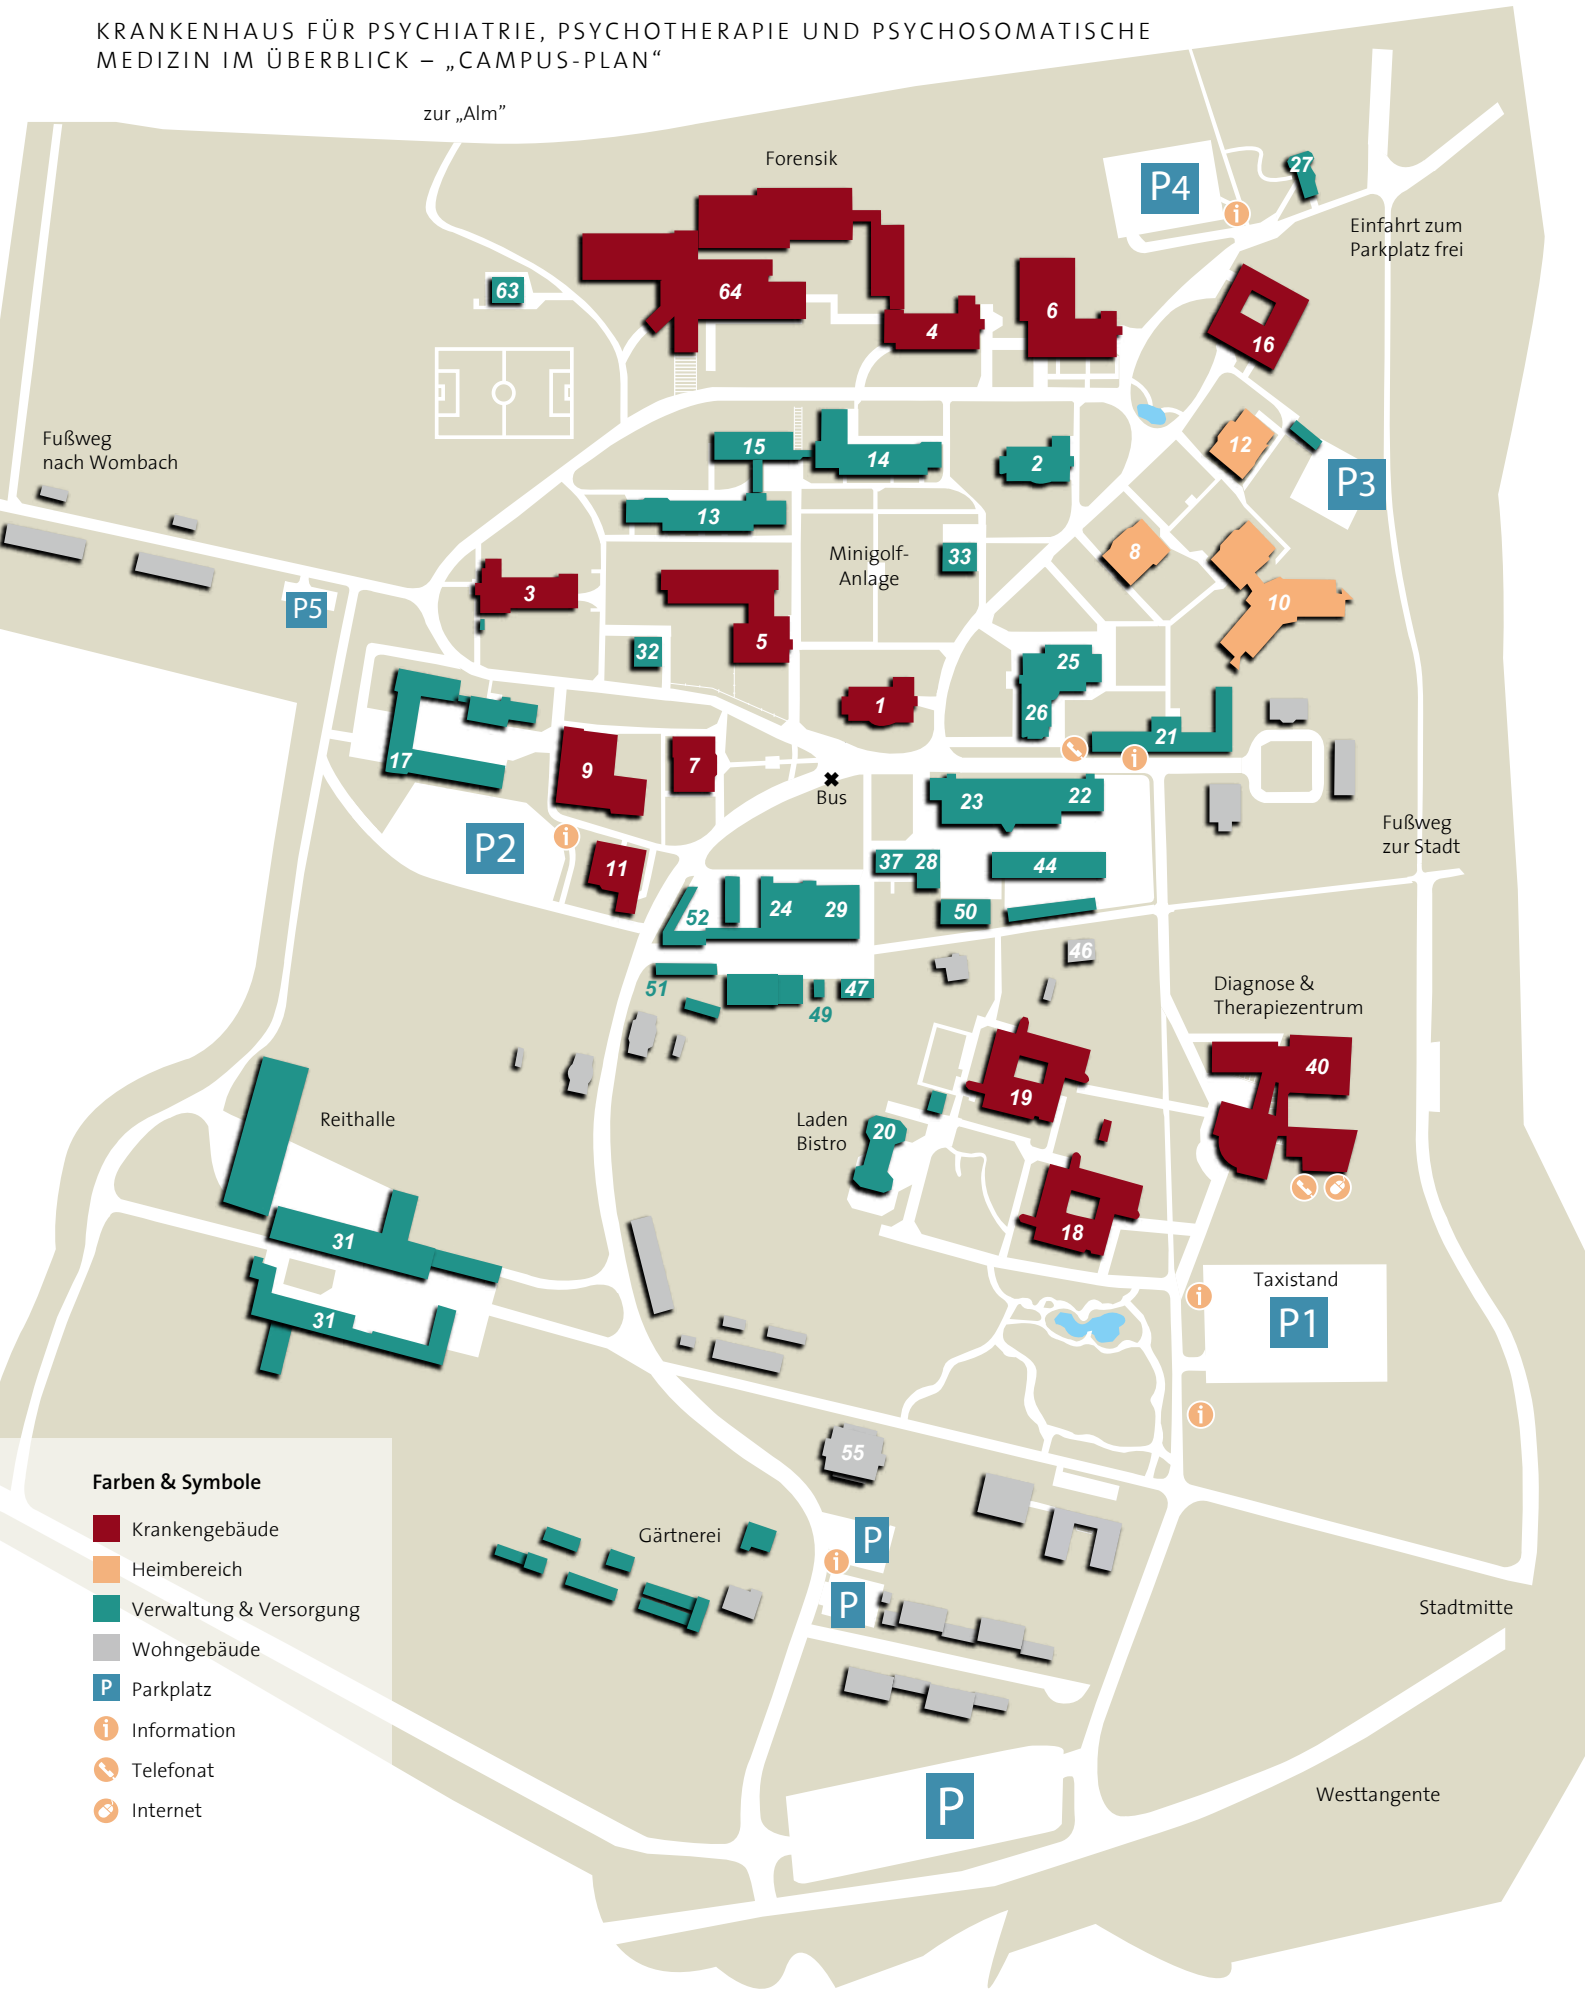 KRANKENHAUS FÜR PSYCHIATRIE, PSYCHOTHERAPIE UND PSYCHOSOMATISCHE
MEDIZIN IM ÜBERBLICK – „CAMPUS-PLAN“
zur „Alm”
Forensik
P4
27
i
Einfahrt zum
Parkplatz frei
63
64
4
6
16
Fußweg
nach Wombach
15
14
2
12
P3
13
Minigolf-
Anlage
33
8
10
3
5
P5
32
25
26
1
21
i
17
9
7
Bus
23
22
Fußweg
zur Stadt
P2
i
11
37
28
44
52
24
29
50
46
51
49
47
Diagnose &
Therapiezentrum
40
19
Reithalle
Laden
Bistro
20
18
31
31
i
Taxistand
P1
i
55
Gärtnerei
P
i
P
Stadtmitte
Westtangente
P
Farben & Symbole
Krankengebäude
Heimbereich
Verwaltung & Versorgung
Wohngebäude
P Parkplatz
i Information
Telefonat
Internet